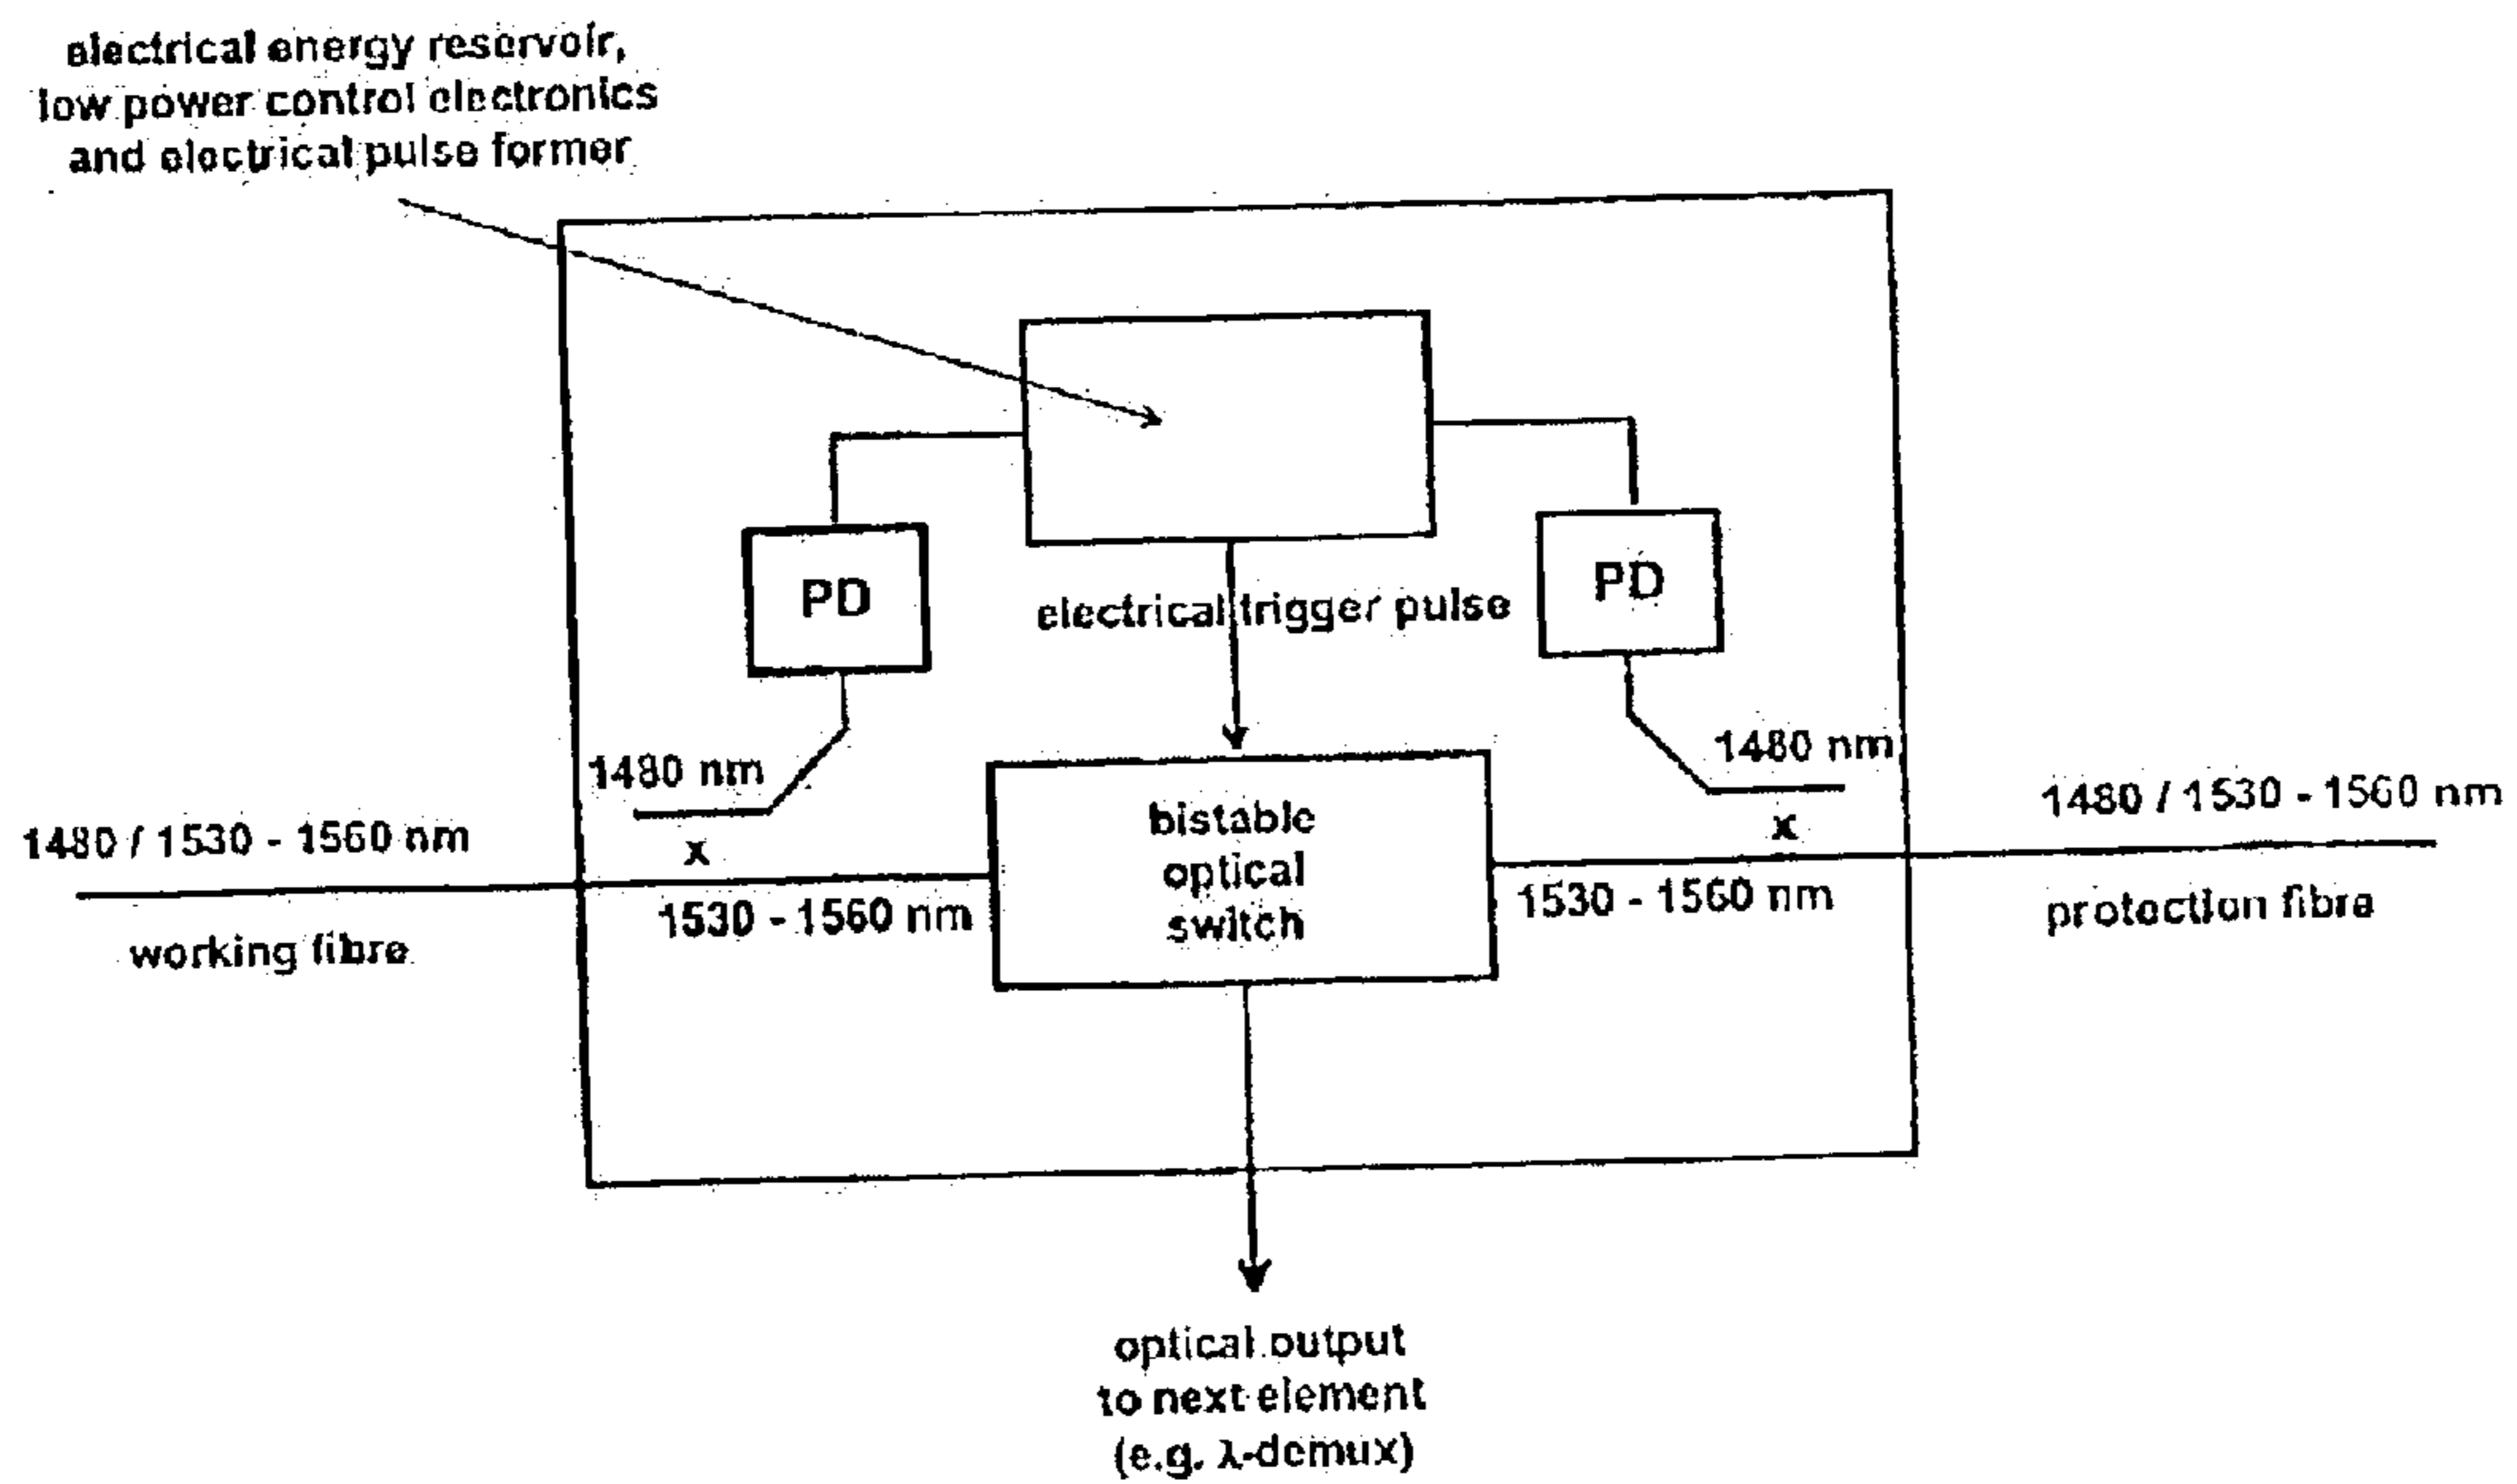 electrical energy reservoir,
low power control electronics
and electrical pulse former
PD
PD
electrical trigger pulse
1480 nm
1480 nm
1480 / 1530 - 1560 nm
1480 / 1530 - 1560 nm
x
x
bistable
optical
switch
1530 - 1560 nm
1530 - 1560 nm
working fibre
protection fibre
optical output
to next element
(e.g. λ-demux)